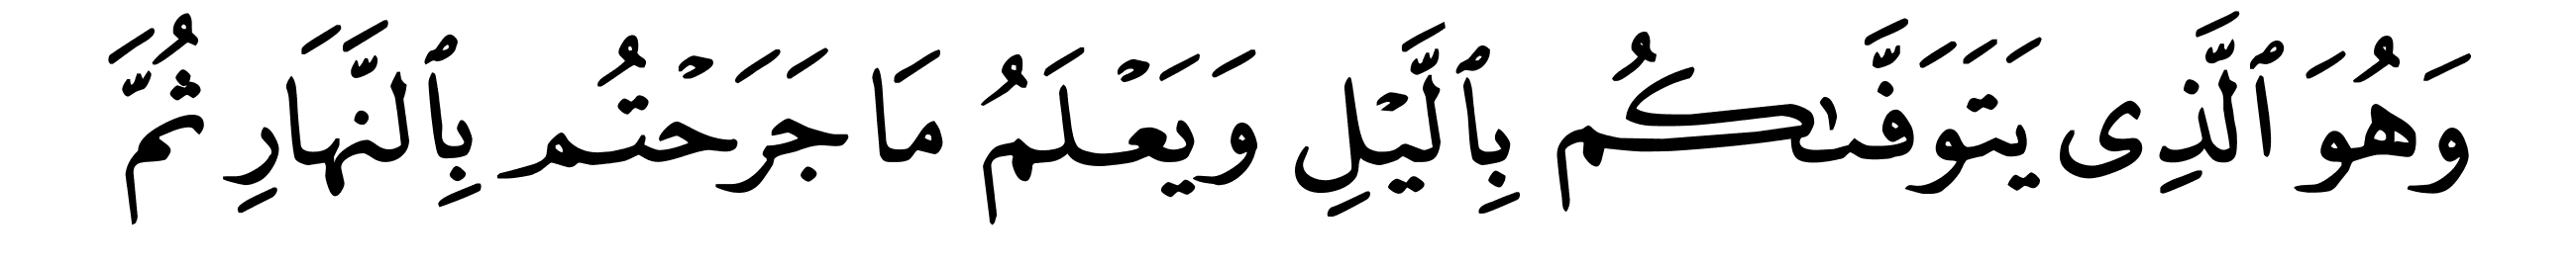 وَهُوَ ٱلَّذِى يَتَوَفَّىٰكُم بِٱلَّيْلِ وَيَعْلَمُ مَا جَرَحْتُم بِٱلنَّهَارِ ثُمَّ